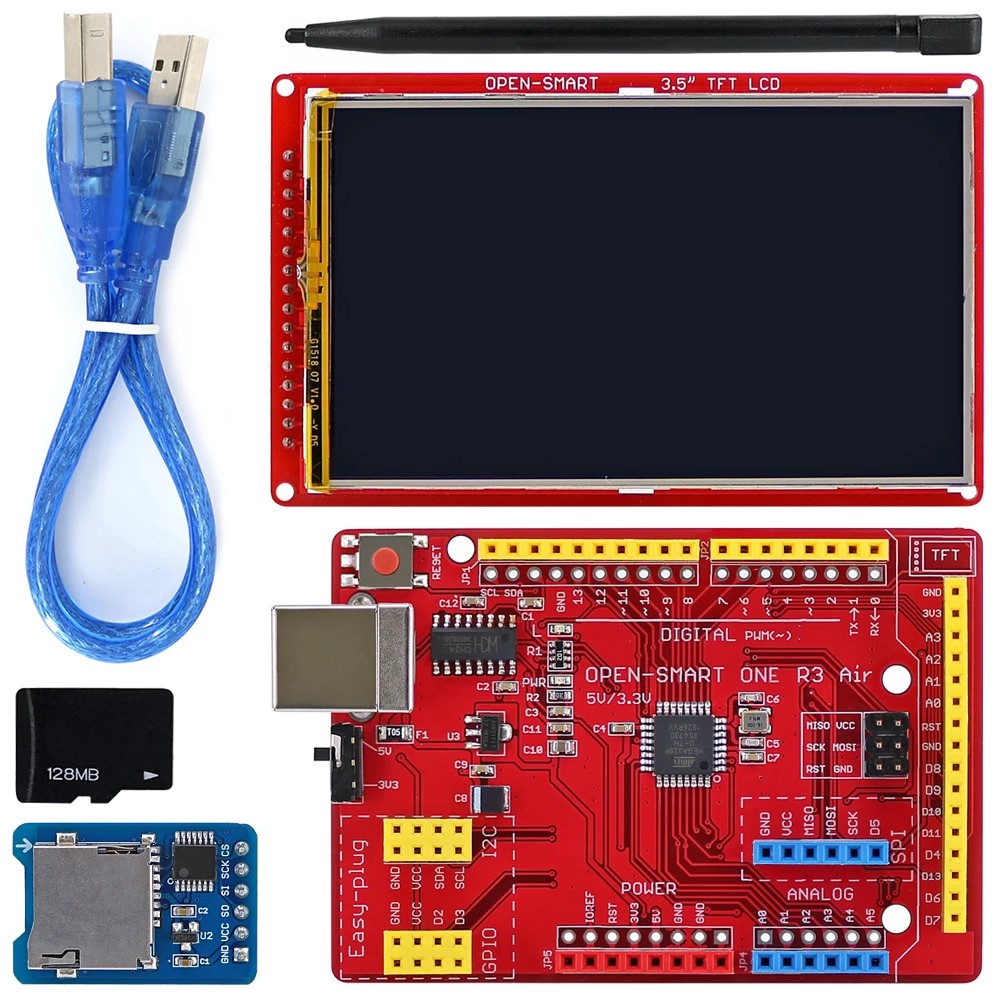 OPEN-SMART 3.5" TFT LCD
G1518 07 V1.0
128MB
CS
SCK
SI
SO
VCC
GND
C2
U2
C1
RESET
JP1
JP2
TFT
SCL SDA GND 13 12 ~11 ~10 ~9 8
7 ~6 ~5 4 ~3 2 TX→1 RX←0
C12
C1
L
R1
DIGITAL PWM(~)
OPEN-SMART ONE R3 Air
5V/3.3V
C2
PWR
R2
C3
C4
C11
C10
C6
C5
C7
T05 F1
U3
C9
C8
5V
3V3
MISO VCC
SCK MOSI
RST GND
GND
3V3
A3
A2
A1
A0
RST
GND
D8
D9
D10
D11
D4
D13
D6
D7
GND VCC MISO MOSI SCK D5
SPI
Easy-plug
I2C
GND VCC SDA SCL
GND VCC D2 D3
GPIO
POWER
IOREF RST 3V3 5V GND GND
JP5
ANALOG
A0 A1 A2 A3 A4 A5
JP4